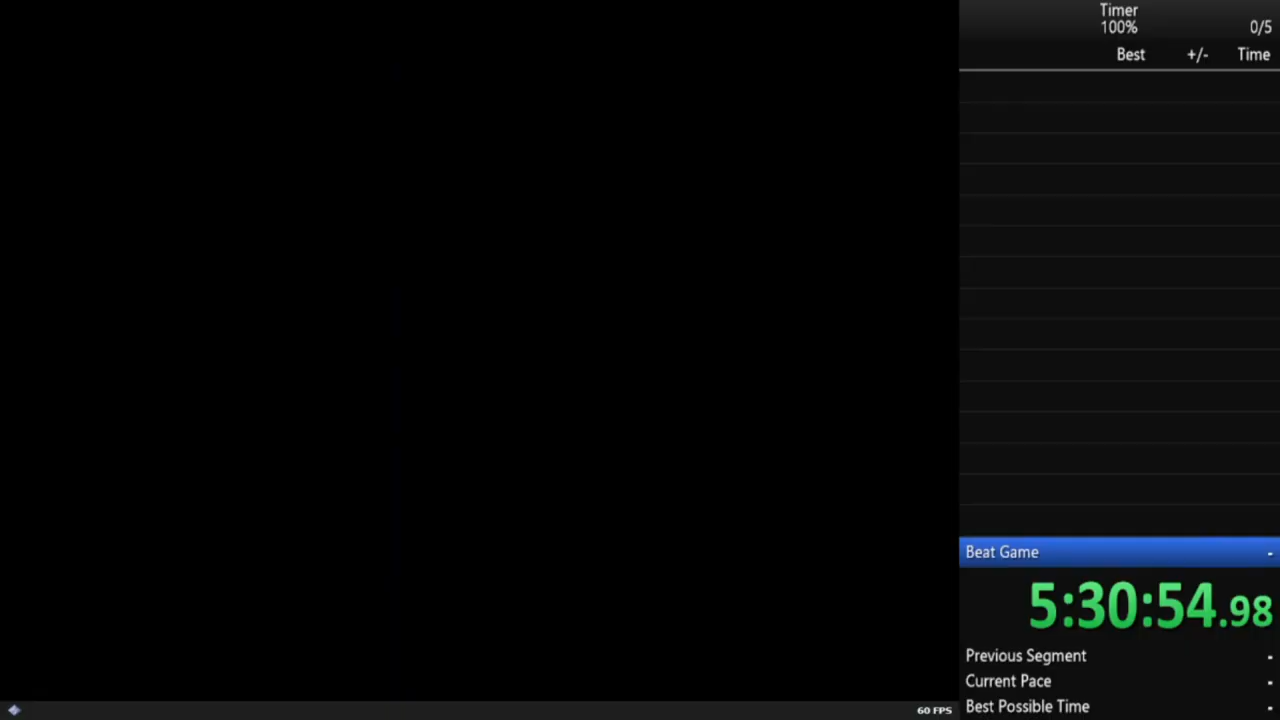 Timer
100%
0/5
Best +/- Time
Beat Game -
5:30:54.98
Previous Segment -
Current Pace -
Best Possible Time -
60 FPS